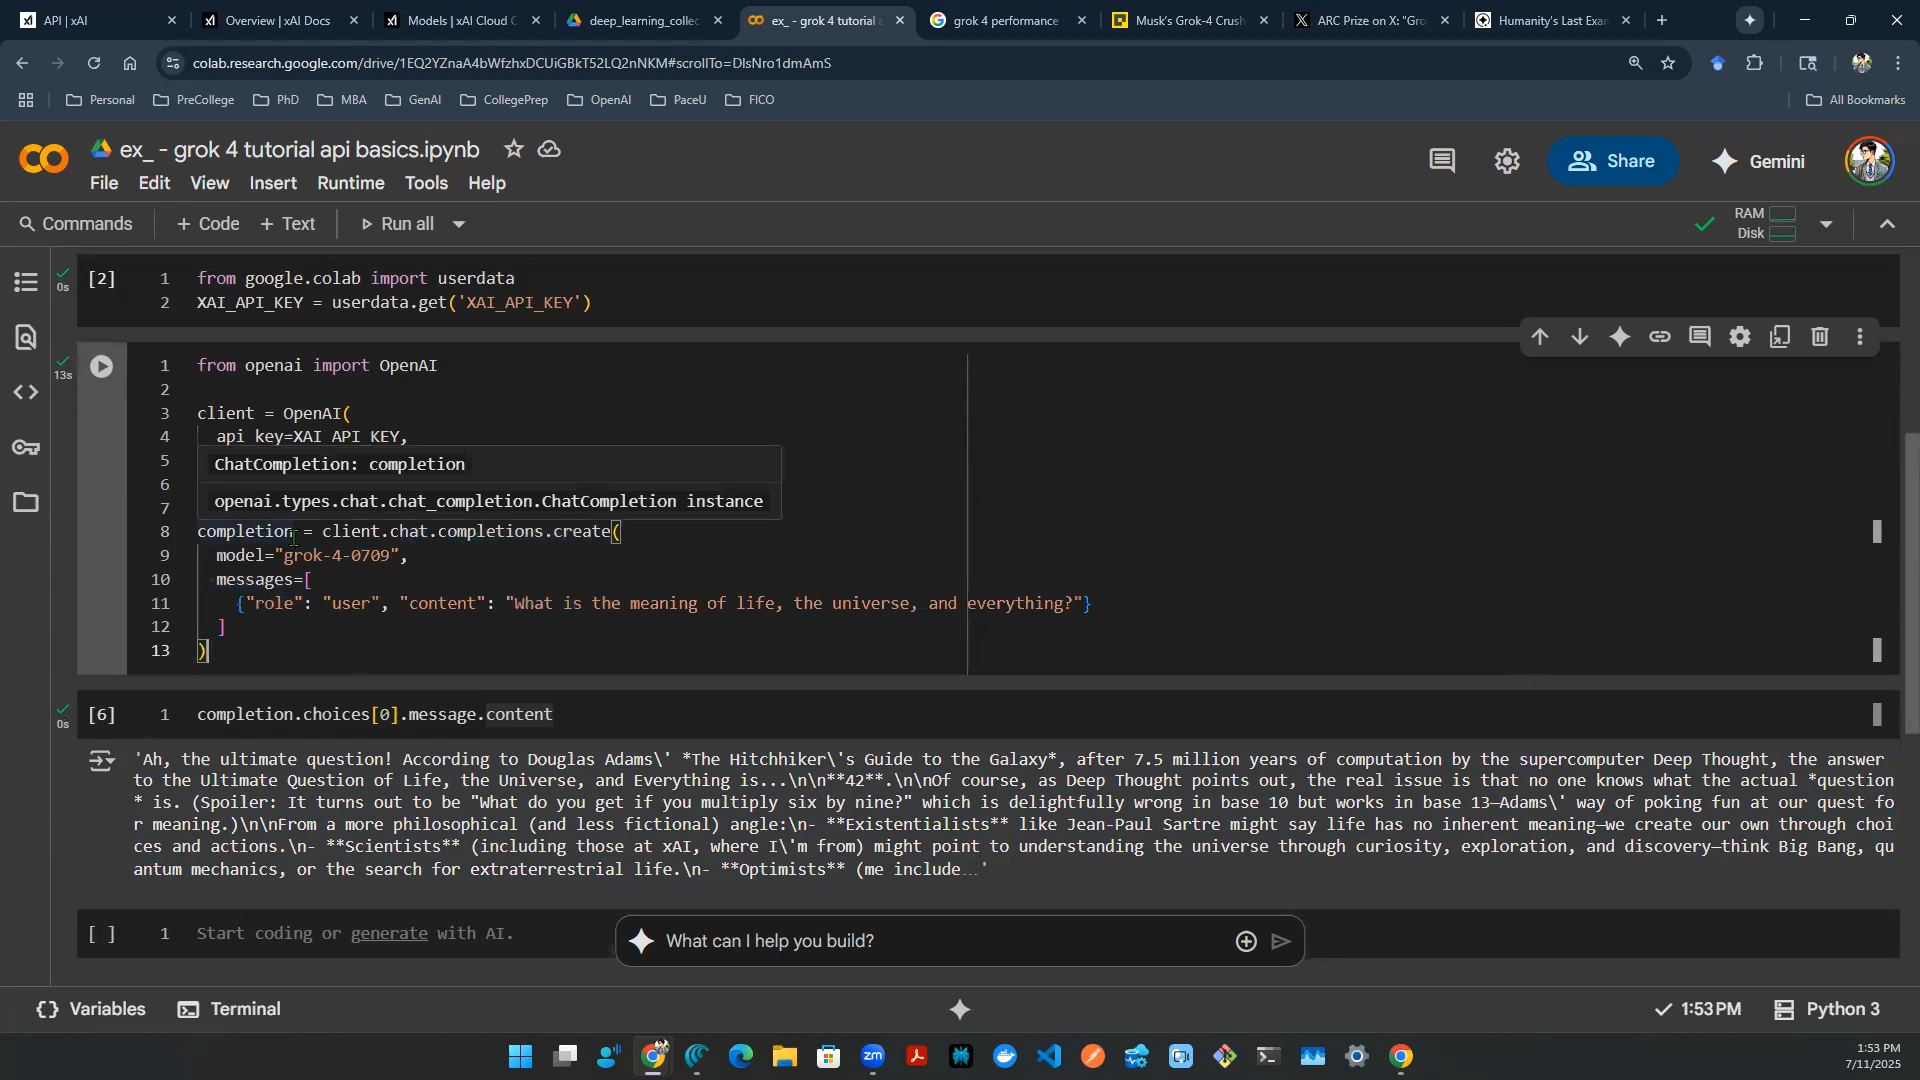 API | xAI
Overview | xAI Docs
Models | xAI Cloud C
deep_learning_collec
ex_ - grok 4 tutorial a
grok 4 performance
Musk's Grok-4 Crush
ARC Prize on X: "Gro
Humanity's Last Exam
colab.research.google.com/drive/1EQ2YZnaA4bWfzhxDCUiGBkT52LQ2nNKM#scrollTo=DlsNro1dmAmS
Personal
PreCollege
PhD
MBA
GenAI
CollegePrep
OpenAI
PaceU
FICO
All Bookmarks
ex_ - grok 4 tutorial api basics.ipynb
Share
Gemini
File Edit View Insert Runtime Tools Help
Commands
+ Code
+ Text
Run all
RAM
Disk
0s
[2]
1 from google.colab import userdata
2 XAI_API_KEY = userdata.get('XAI_API_KEY')
13s
1 from openai import OpenAI
2
3 client = OpenAI(
4 api_key=XAI_API_KEY,
5
ChatCompletion: completion
6
openai.types.chat.chat_completion.ChatCompletion instance
7
8 completion = client.chat.completions.create(
9 model="grok-4-0709",
10 messages=[
11 {"role": "user", "content": "What is the meaning of life, the universe, and everything?"}
12 ]
13 )
0s
[6]
1 completion.choices[0].message.content
'Ah, the ultimate question! According to Douglas Adams\' *The Hitchhiker\'s Guide to the Galaxy*, after 7.5 million years of computation by the supercomputer Deep Thought, the answer
to the Ultimate Question of Life, the Universe, and Everything is...\n\n**42**.\n\nOf course, as Deep Thought points out, the real issue is that no one knows what the actual *question
* is. (Spoiler: It turns out to be "What do you get if you multiply six by nine?" which is delightfully wrong in base 10 but works in base 13—Adams\' way of poking fun at our quest fo
r meaning.)\n\nFrom a more philosophical (and less fictional) angle:\n- **Existentialists** like Jean-Paul Sartre might say life has no inherent meaning—we create our own through choi
ces and actions.\n- **Scientists** (including those at xAI, where I\'m from) might point to understanding the universe through curiosity, exploration, and discovery—think Big Bang, qu
antum mechanics, or the search for extraterrestrial life.\n- **Optimists** (me include…'
[ ]
1 Start coding or generate with AI.
What can I help you build?
Variables
Terminal
1:53 PM
Python 3
zm
1:53 PM
7/11/2025